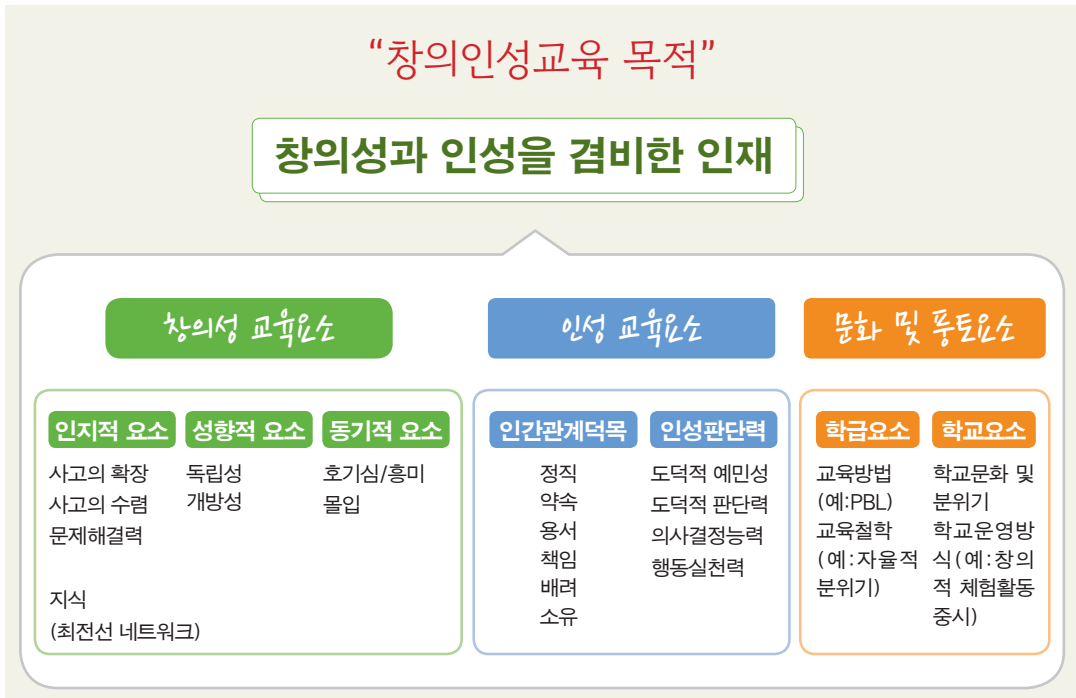 “창의인성교육 목적”
창의성과 인성을 겸비한 인재
창의성 교육요소
인지적 요소
사고의 확장
사고의 수렴
문제해결력
지식
(최전선 네트워크)
성향적 요소
독립성
개방성
동기적 요소
호기심/흥미
몰입
인성 교육요소
인간관계덕목
정직
약속
용서
책임
배려
소유
인성판단력
도덕적 예민성
도덕적 판단력
의사결정능력
행동실천력
문화 및 풍토요소
학급요소
교육방법
(예:PBL)
교육철학
(예:자율적
분위기)
학교요소
학교문화 및
분위기
학교운영방
식(예:창의
적 체험활동
중시)